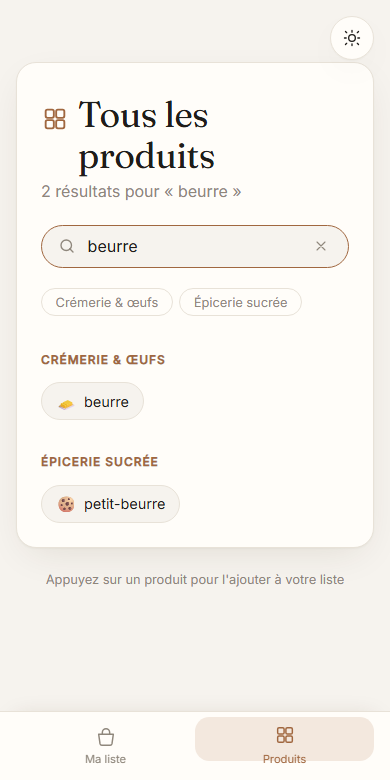 Tous les
produits
2 résultats pour « beurre »
beurre
Crémerie & œufs
Épicerie sucrée
CRÉMERIE & ŒUFS
beurre
ÉPICERIE SUCRÉE
petit-beurre
Appuyez sur un produit pour l'ajouter à votre liste
Ma liste
Produits